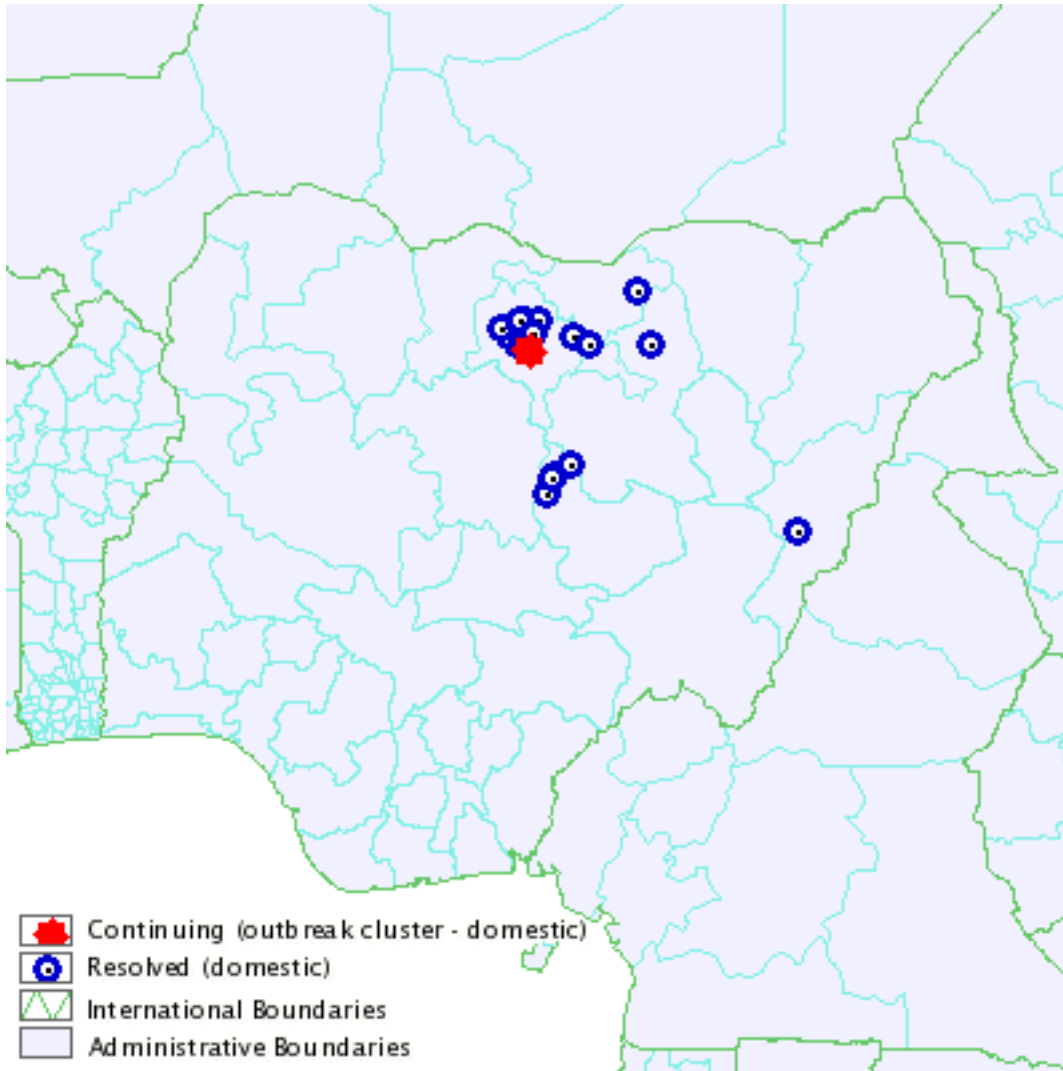 Continuing (outbreak cluster - domestic)
Resolved (domestic)
International Boundaries
Administrative Boundaries